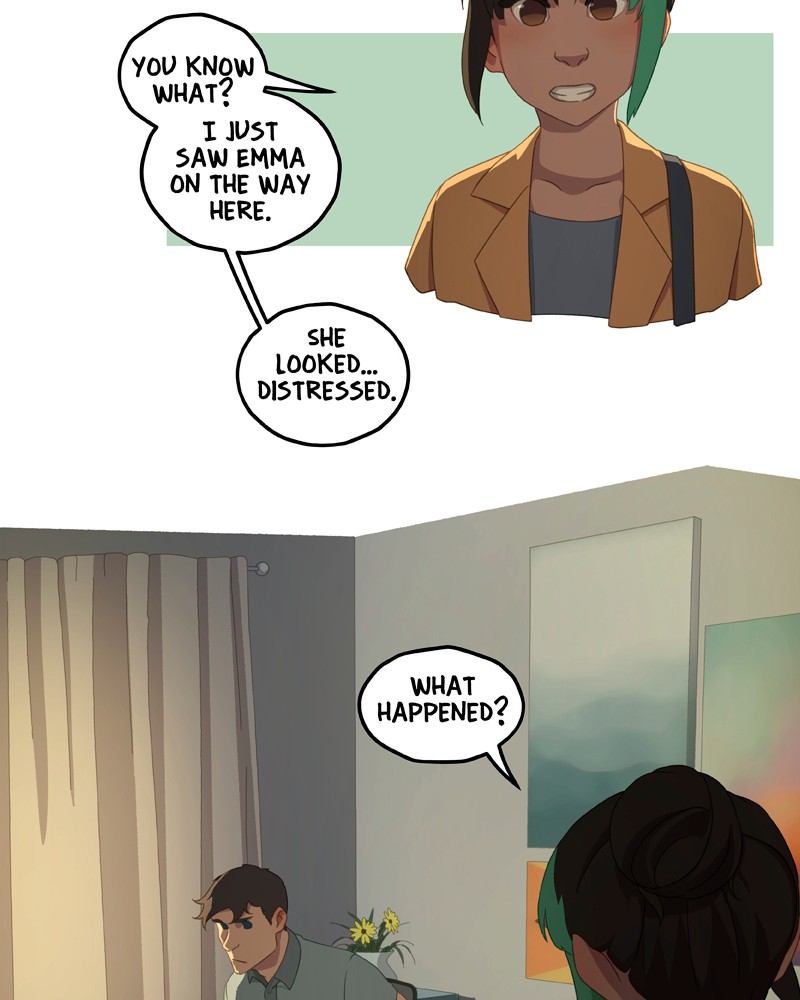 YOU KNOW
WHAT?
I JUST
SAW EMMA
ON THE WAY
HERE.
SHE
LOOKED...
DISTRESSED.
WHAT
HAPPENED?